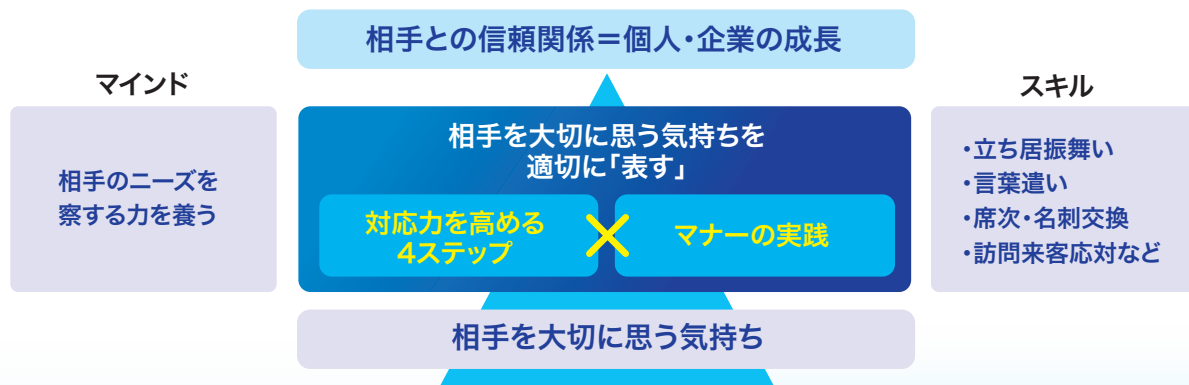 相手との信頼関係＝個人・企業の成長
マインド
相手のニーズを
察する力を養う
相手を大切に思う気持ちを
適切に「表す」
対応力を高める
4ステップ
マナーの実践
スキル
・立ち居振舞い
・言葉遣い
・席次・名刺交換
・訪問来客応対など
相手を大切に思う気持ち